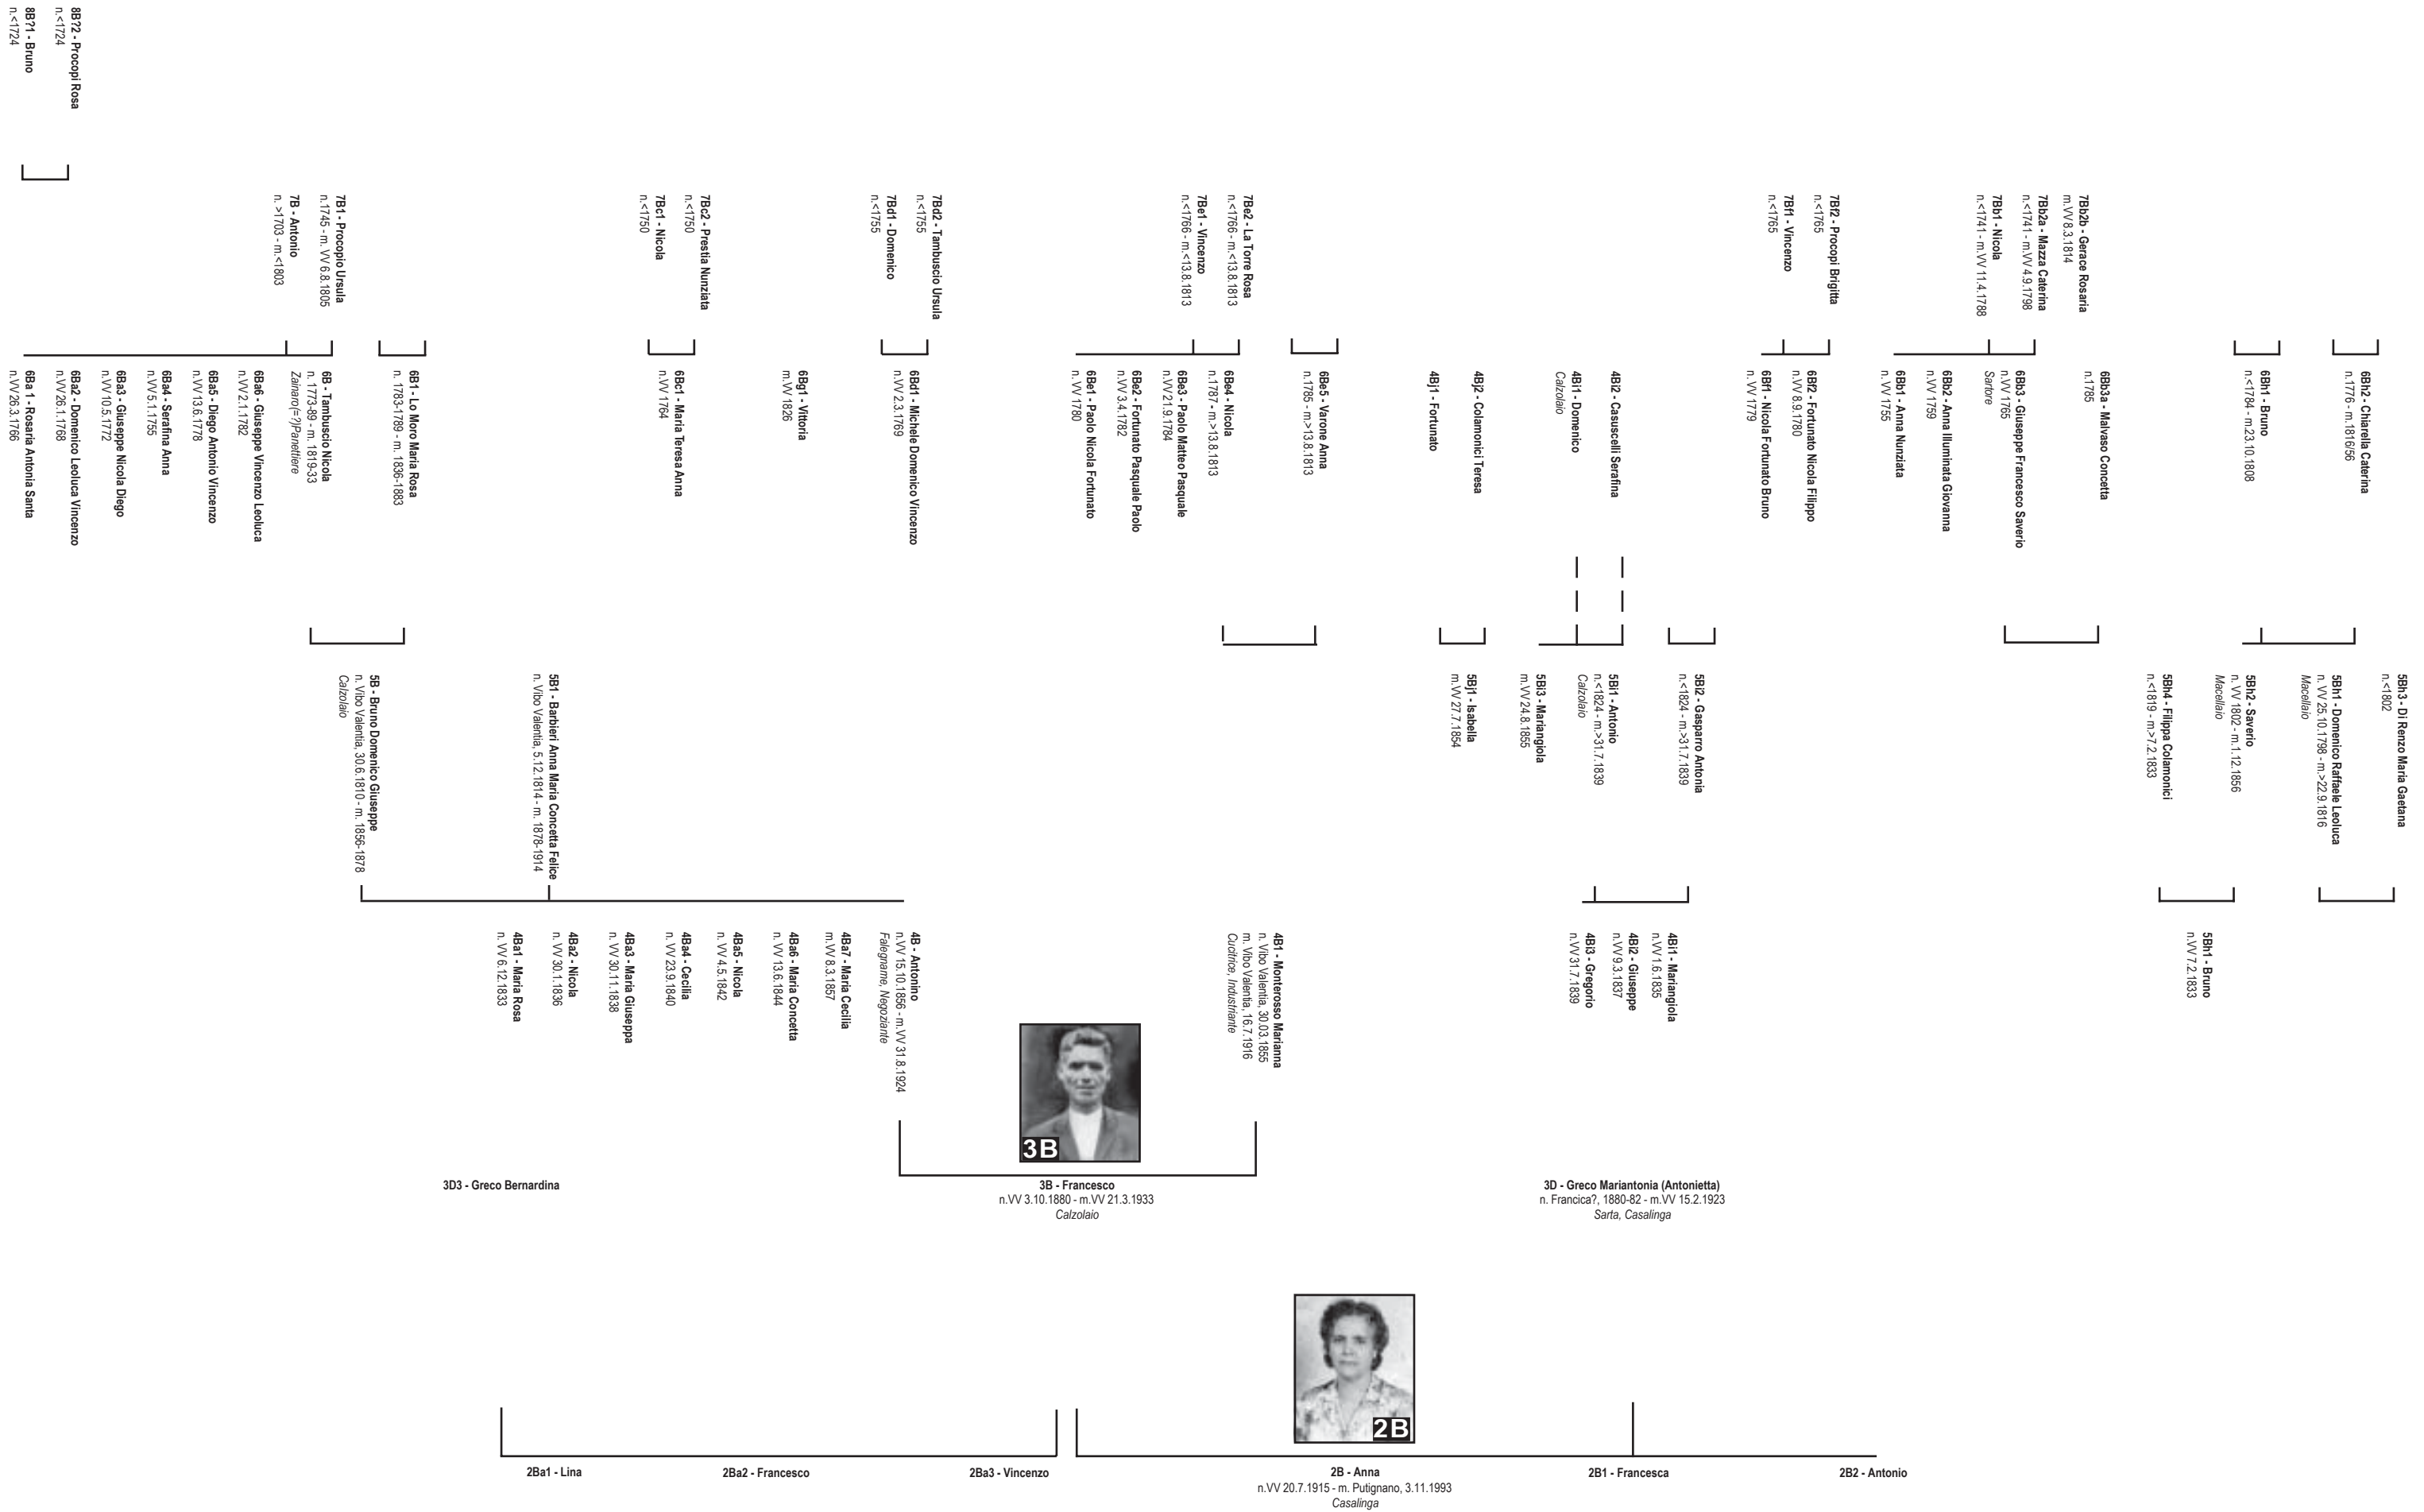 8B?1 - Bruno
n.<1724
8B?2 - Procopi Rosa
n.<1724
7B - Antonio
n. >1703 - m.<1803
7B1 - Procopio Ursula
n.1745 - m. VV 6.8.1805
7Bc1 - Nicola
n.<1750
7Bc2 - Prestia Nunziata
n.<1750
7Bd1 - Domenico
n.<1755
7Bd2 - Tambuscio Ursula
n.<1755
7Be1 - Vincenzo
n.<1766 - m.<13.8.1813
7Be2 - La Torre Rosa
n.<1766 - m.<13.8.1813
7Bf1 - Vincenzo
n.<1765
7Bf2 - Procopi Brigitta
n.<1765
7Bb1 - Nicola
n.<1741 - m.VV 11.4.1788
7Bb2a - Mazza Caterina
n.<1741 - m.VV 4.9.1798
7Bb2b - Gerace Rosaria
m.VV 8.3.1814
6Ba 1 - Rosaria Antonia Santa
n.VV 26.3.1766
6Ba2 - Domenico Leoluca Vincenzo
n.VV 26.1.1768
6Ba3 - Giuseppe Nicola Diego
n.VV 10.5.1772
6Ba4 - Serafina Anna
n.VV 5.1.1755
6Ba5 - Diego Antonio Vincenzo
n.VV 13.6.1778
6Ba6 - Giuseppe Vincenzo Leoluca
n.VV 2.1.1782
6B - Tambuscio Nicola
n. 1773-89 - m. 1819-33
Zainaro(=?)Panettiere
6B1 - Lo Moro Maria Rosa
n. 1783-1789 - m. 1836-1883
6Bc1 - Maria Teresa Anna
n.VV 1764
6Bg1 - Vittoria
m.VV 1826
6Bd1 - Michele Domenico Vincenzo
n.VV 2.3.1769
6Be1 - Paolo Nicola Fortunato
n. VV 1780
6Be2 - Fortunato Pasquale Paolo
n.VV 3.4.1782
6Be3 - Paolo Matteo Pasquale
n.VV 21.9.1784
6Be4 - Nicola
n.1787 - m.>13.8.1813
6Be5 - Varone Anna
n.1785 - m.>13.8.1813
4Bj1 - Fortunato
4Bj2 - Colamonici Teresa
4Bi1 - Domenico
Calzolaio
4Bi2 - Casuscelli Serafina
6Bf1 - Nicola Fortunato Bruno
n. VV 1779
6Bf2 - Fortunato Nicola Filippo
n.VV 8.9.1780
6Bb1 - Anna Nunziata
n. VV 1755
6Bb2 - Anna Illuminata Giovanna
n.VV 1759
6Bb3 - Giuseppe Francesco Saverio
n.VV 1765
Sartore
6Bb3a - Malvaso Concetta
n.1785
6Bh1 - Bruno
n.<1784 - m.23.10.1808
6Bh2 - Chiarella Caterina
n.1776 - m.1816/56
5B - Bruno Domenico Giuseppe
n. Vibo Valentia, 30.6.1810 - m. 1856-1878
Calzolaio
5B1 - Barbieri Anna Maria Concetta Felice
n. Vibo Valentia, 5.12.1814 - m. 1878-1914
5Bj1 - Isabella
m.VV 27.7.1854
5Bi3 - Mariangiola
m.VV 24.8.1855
5Bi1 - Antonio
n.<1824 - m.>31.7.1839
Calzolaio
5Bi2 - Gasparro Antonia
n.<1824 - m.>31.7.1839
5Bh4 - Filippa Colamonici
n.<1819 - m.>7.2.1833
5Bh2 - Saverio
n. VV 1802 - m.1.12.1856
Macellaio
5Bh1 - Domenico Raffaele Leoluca
n. VV 25.10.1798 - m.>22.9.1816
Macellaio
5Bh3 - Di Renzo Maria Gaetana
n.<1802
4Ba1 - Maria Rosa
n. VV 6.12.1833
4Ba2 - Nicola
n. VV 30.1.1836
4Ba3 - Maria Giuseppa
n. VV 30.11.1838
4Ba4 - Cecilia
n. VV 23.9.1840
4Ba5 - Nicola
n. VV 4.5.1842
4Ba6 - Maria Concetta
n. VV 13.6.1844
4Ba7 - Maria Cecilia
m.VV 8.3.1857
4B - Antonino
n.VV 15.10.1856 - m.VV 31.8.1924
Falegname, Negoziante
4B1 - Monterosso Marianna
n. Vibo Valentia, 30.03.1855
m. Vibo Valentia, 16.7.1916
Cucitrice, Industriante
4Bi3 - Gregorio
n.VV 31.7.1839
4Bi2 - Giuseppe
n.VV 9.3.1837
4Bi1 - Mariangiola
n.VV 1.6.1835
5Bh1 - Bruno
n.VV 7.2.1833
3B
3D3 - Greco Bernardina
3B - Francesco
n.VV 3.10.1880 - m.VV 21.3.1933
Calzolaio
3D - Greco Mariantonia (Antonietta)
n. Francica?, 1880-82 - m.VV 15.2.1923
Sarta, Casalinga
2B
2Ba1 - Lina
2Ba2 - Francesco
2Ba3 - Vincenzo
2B - Anna
n.VV 20.7.1915 - m. Putignano, 3.11.1993
Casalinga
2B1 - Francesca
2B2 - Antonio